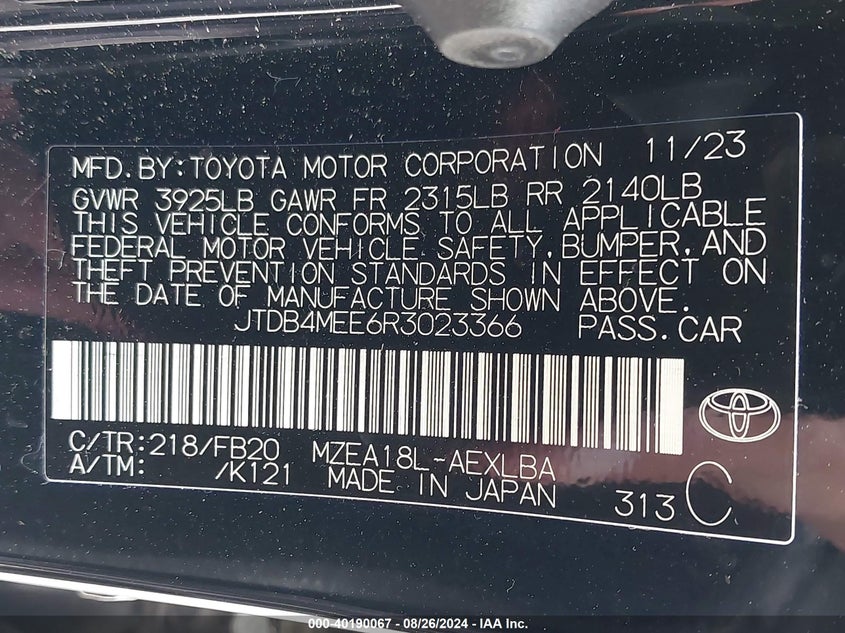 MFD.BY:TOYOTA MOTOR CORPORATION 11/23
GVWR 3925LB GAWR FR 2315LB RR 2140LB
THIS VEHICLE CONFORMS TO ALL APPLICABLE
FEDERAL MOTOR VEHICLE SAFETY, BUMPER, AND
THEFT PREVENTION STANDARDS IN EFFECT ON
THE DATE OF MANUFACTURE SHOWN ABOVE.
JTDB4MEE6R3023366 PASS.CAR
C/TR:218/FB20 MZEA18L-AEXLBA
A/TM: /K121 MADE IN JAPAN 313 C
000-40190067 - 08/26/2024 - IAA Inc.